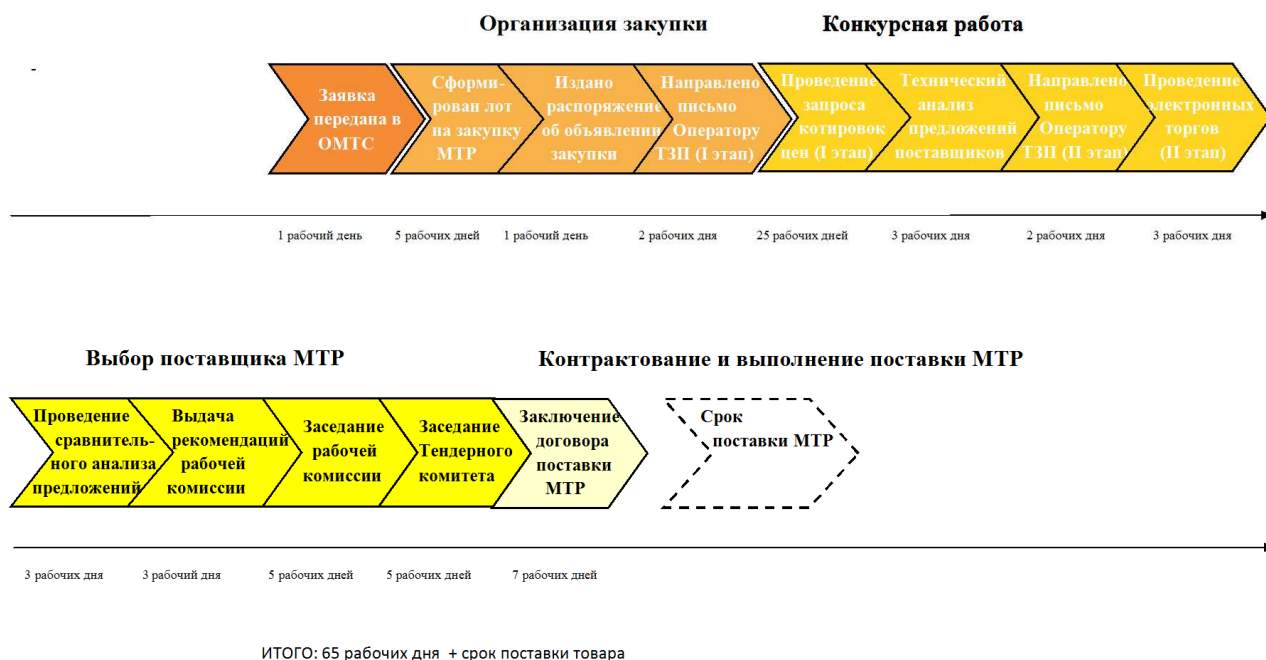 Организация закупки
Конкурсная работа
-
Заявка
передана в
ОМТС
Сформи-
рован лот
на закупку
МТР
Издано
распоряжение
об объявлении
закупки
Направлено
письмо
Оператору
ТЗП (I этап)
Проведение
запроса
котировок
цен (I этап)
Технический
анализ
предложений
поставщиков
Направлено
письмо
Оператору
ТЗП (II этап)
Проведение
электронных
торгов
(II этап)
1 рабочий день
5 рабочих дней
1 рабочий день
2 рабочих дня
25 рабочих дней
3 рабочих дня
2 рабочих дня
3 рабочих дня
Выбор поставщика МТР
Контрактование и выполнение поставки МТР
Проведение
сравнитель-
ного анализа
предложений
Выдача
рекомендаций
рабочей
комиссии
Заседание
рабочей
комиссии
Заседание
Тендерного
комитета
Заключение
договора
поставки
МТР
Срок
поставки МТР
3 рабочих дня
3 рабочий дня
5 рабочих дней
5 рабочих дней
7 рабочих дней
ИТОГО: 65 рабочих дня + срок поставки товара